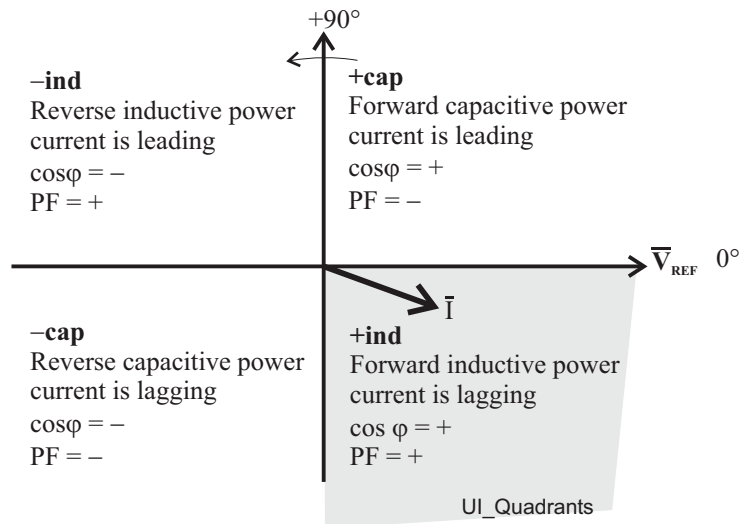 +90°
–ind
Reverse inductive power
current is leading
cosφ = –
PF = +
+cap
Forward capacitive power
current is leading
cosφ = +
PF = –
V̅REF 0°
I̅
–cap
Reverse capacitive power
current is lagging
cosφ = –
PF = –
+ind
Forward inductive power
current is lagging
cos φ = +
PF = +
UI_Quadrants